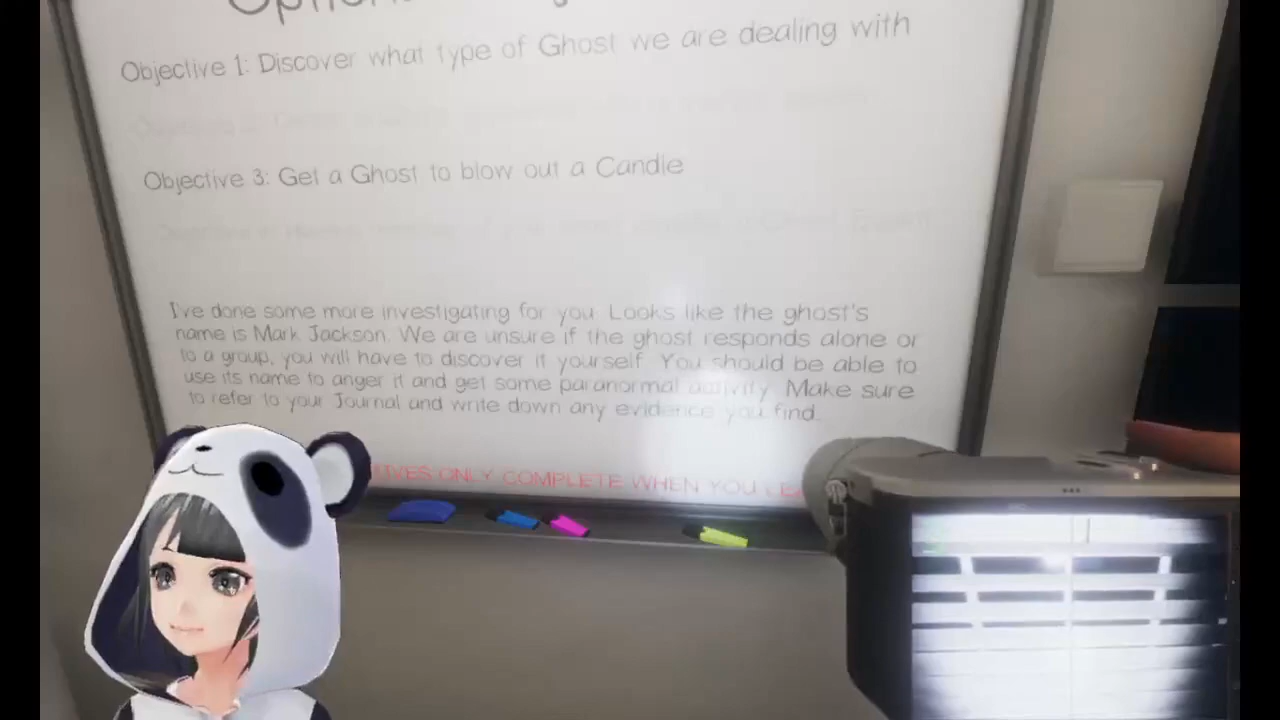 Objective 1: Discover what type of Ghost we are dealing with
Objective 3: Get a Ghost to blow out a Candle
I've done some more investigating for you. Looks like the ghost's
name is Mark Jackson. We are unsure if the ghost responds alone or
to a group, you will have to discover it yourself. You should be able to
use its name to anger it and get some paranormal activity. Make sure
to refer to your Journal and write down any evidence you find.
ONLY COMPLETE WHEN YOU